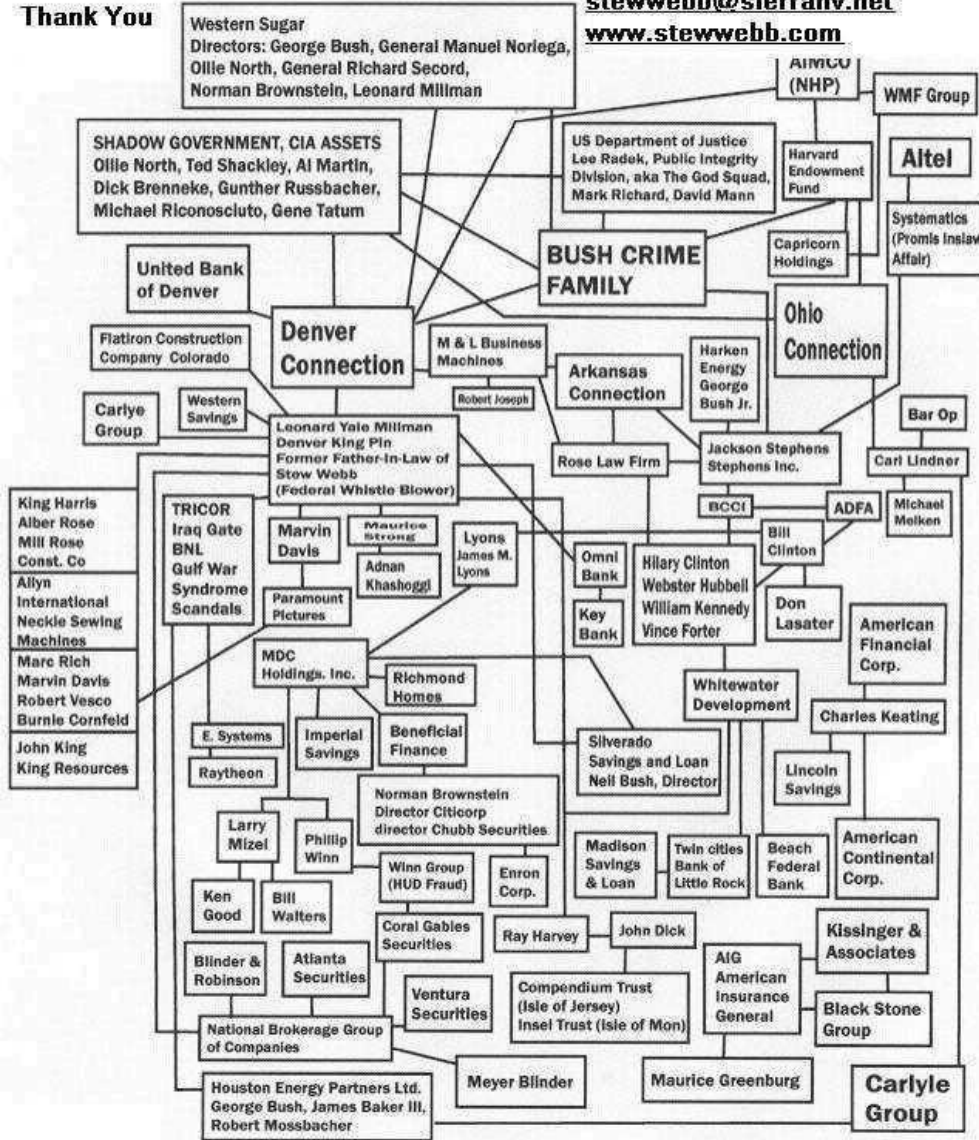 Thank You
stewwebb@sierranv.net
www.stewwebb.com
Western Sugar
Directors: George Bush, General Manuel Noriega,
Ollie North, General Richard Secord,
Norman Brownstein, Leonard Millman
AIMCO
(NHP)
WMF Group
SHADOW GOVERNMENT, CIA ASSETS
Ollie North, Ted Shackley, Al Martin,
Dick Brenneke, Gunther Russbacher,
Michael Riconosciuto, Gene Tatum
US Department of Justice
Lee Radek, Public Integrity
Division, aka The God Squad,
Mark Richard, David Mann
Harvard
Endowment
Fund
Altel
Systematics
(Promis Inslaw
Affair)
Capricorn
Holdings
BUSH CRIME
FAMILY
United Bank
of Denver
Ohio
Connection
Denver
Connection
Flatiron Construction
Company Colorado
M & L Business
Machines
Robert Joseph
Arkansas
Connection
Harken
Energy
George
Bush Jr.
Carlye
Group
Western
Savings
Bar Op
Leonard Yale Millman
Denver King Pin
Former Father-In-Law of
Stew Webb
(Federal Whistle Blower)
Rose Law Firm
Jackson Stephens
Stephens Inc.
Carl Lindner
Michael
Melken
King Harris
Alber Rose
Mill Rose
Const. Co
Allyn
International
Neckie Sewing
Machines
Marc Rich
Marvin Davis
Robert Vesco
Burnie Cornfeld
John King
King Resources
TRICOR
Iraq Gate
BNL
Gulf War
Syndrome
Scandals
Marvin
Davis
Maurice
Strong
Adnan
Khashoggi
Paramount
Pictures
Lyons
James M.
Lyons
BCCI
ADFA
Bill
Clinton
Omni
Bank
Key
Bank
Hilary Clinton
Webster Hubbell
William Kennedy
Vince Forter
Don
Lasater
American
Financial
Corp.
MDC
Holdings. Inc.
Richmond
Homes
Whitewater
Development
Charles Keating
E. Systems
Raytheon
Imperial
Savings
Beneficial
Finance
Silverado
Savings and Loan
Neil Bush, Director
Lincoln
Savings
Norman Brownstein
Director Citicorp
director Chubb Securities
Larry
Mizel
Phillip
Winn
Winn Group
(HUD Fraud)
Enron
Corp.
Madison
Savings
& Loan
Twin cities
Bank of
Little Rock
Beach
Federal
Bank
American
Continental
Corp.
Ken
Good
Bill
Walters
Coral Gables
Securities
Ray Harvey
John Dick
Kissinger &
Associates
Blinder &
Robinson
Atlanta
Securities
Ventura
Securities
Compendium Trust
(Isle of Jersey)
Insel Trust (Isle of Mon)
AIG
American
Insurance
General
Black Stone
Group
National Brokerage Group
of Companies
Meyer Blinder
Maurice Greenburg
Carlyle
Group
Houston Energy Partners Ltd.
George Bush, James Baker III,
Robert Mossbacher